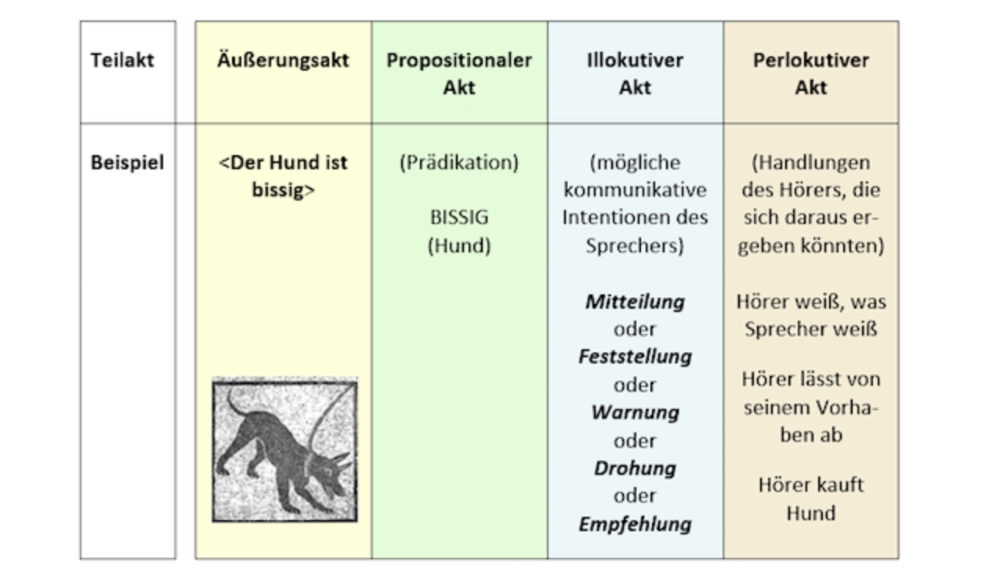 Teilakt
Äußerungsakt
Propositionaler
Akt
Illokutiver
Akt
Perlokutiver
Akt
Beispiel
<Der Hund ist
bissig>
(Prädikation)
BISSIG
(Hund)
(mögliche
kommunikative
Intentionen des
Sprechers)
Mitteilung
oder
Feststellung
oder
Warnung
oder
Drohung
oder
Empfehlung
(Handlungen
des Hörers, die
sich daraus er-
geben könnten)
Hörer weiß, was
Sprecher weiß
Hörer lässt von
seinem Vorha-
ben ab
Hörer kauft
Hund